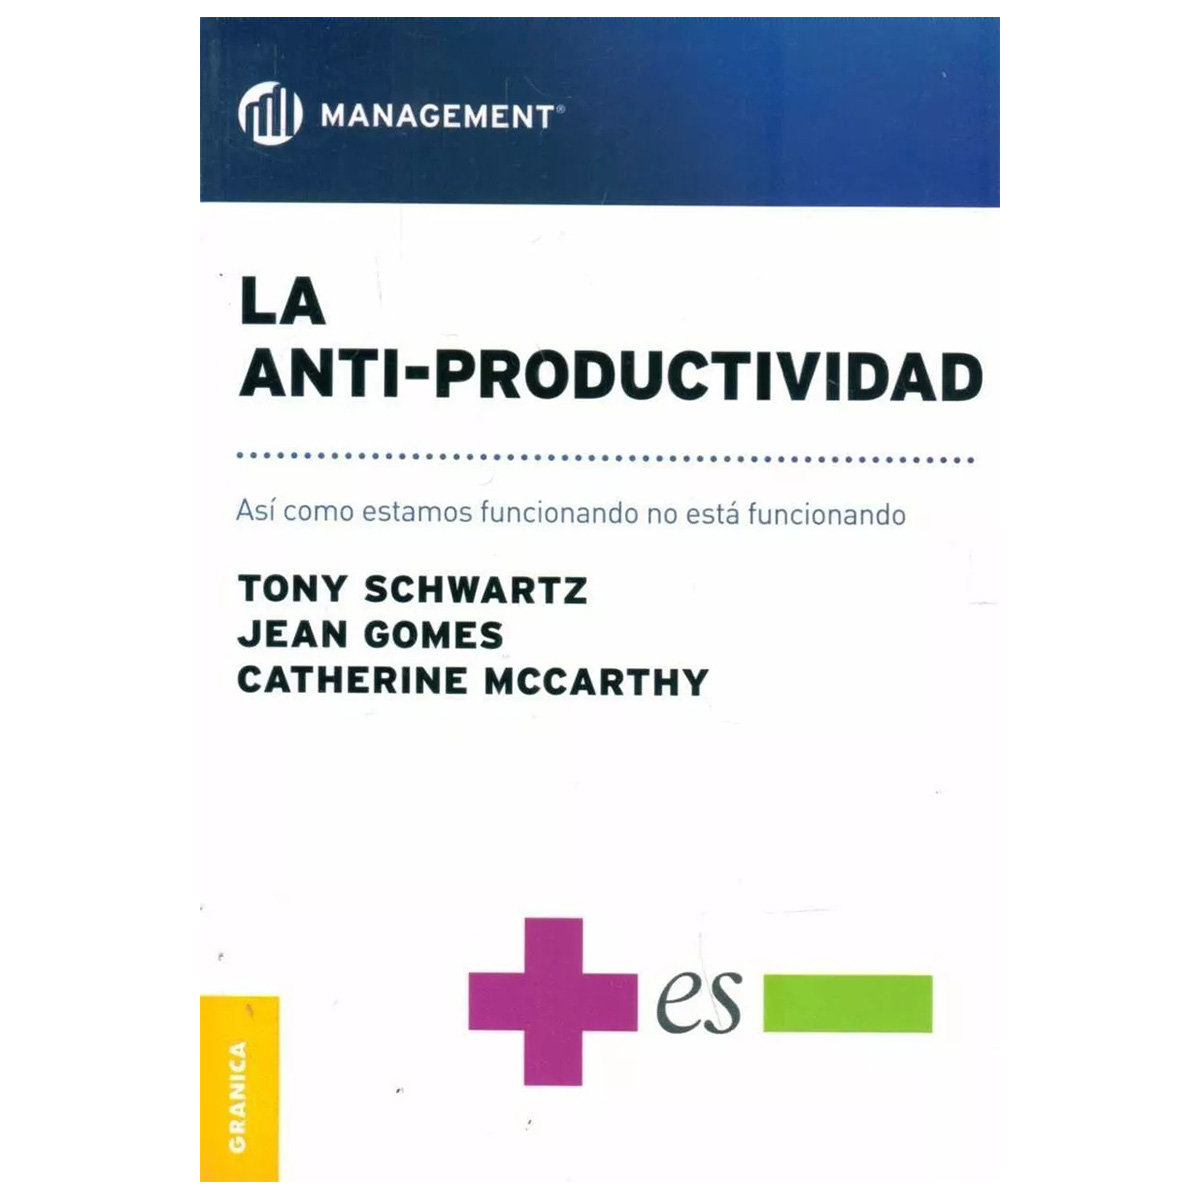 MANAGEMENT®
LA
ANTI-PRODUCTIVIDAD
Así como estamos funcionando no está funcionando
TONY SCHWARTZ
JEAN GOMES
CATHERINE MCCARTHY
+ es −
GRANICA